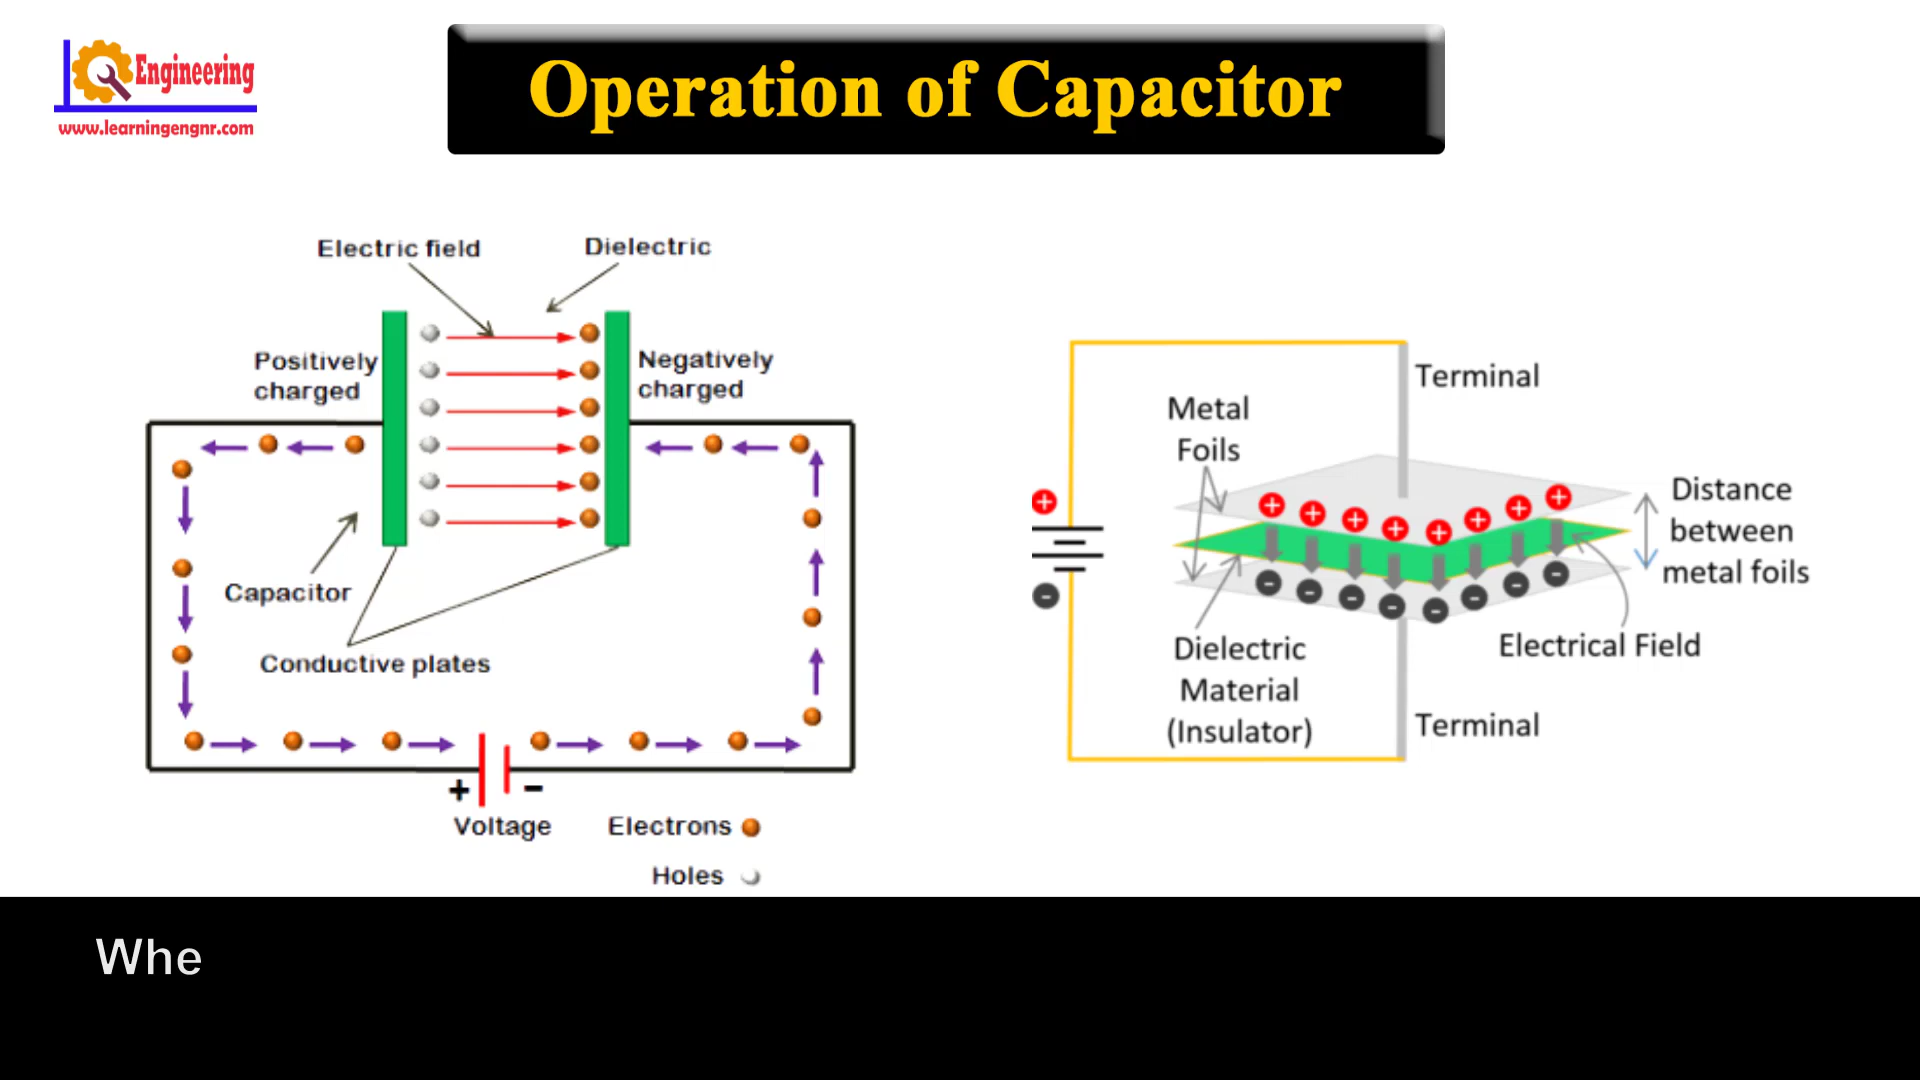 Engineering
www.learningengnr.com
Operation of Capacitor
Electric field
Dielectric
Positively
charged
Negatively
charged
Capacitor
Conductive plates
+ -
Voltage
Electrons
Holes
Terminal
Metal
Foils
+
-
+ + + + + + + +
- - - - - - - -
Distance
between
metal foils
Dielectric
Material
(Insulator)
Electrical Field
Terminal
Whe